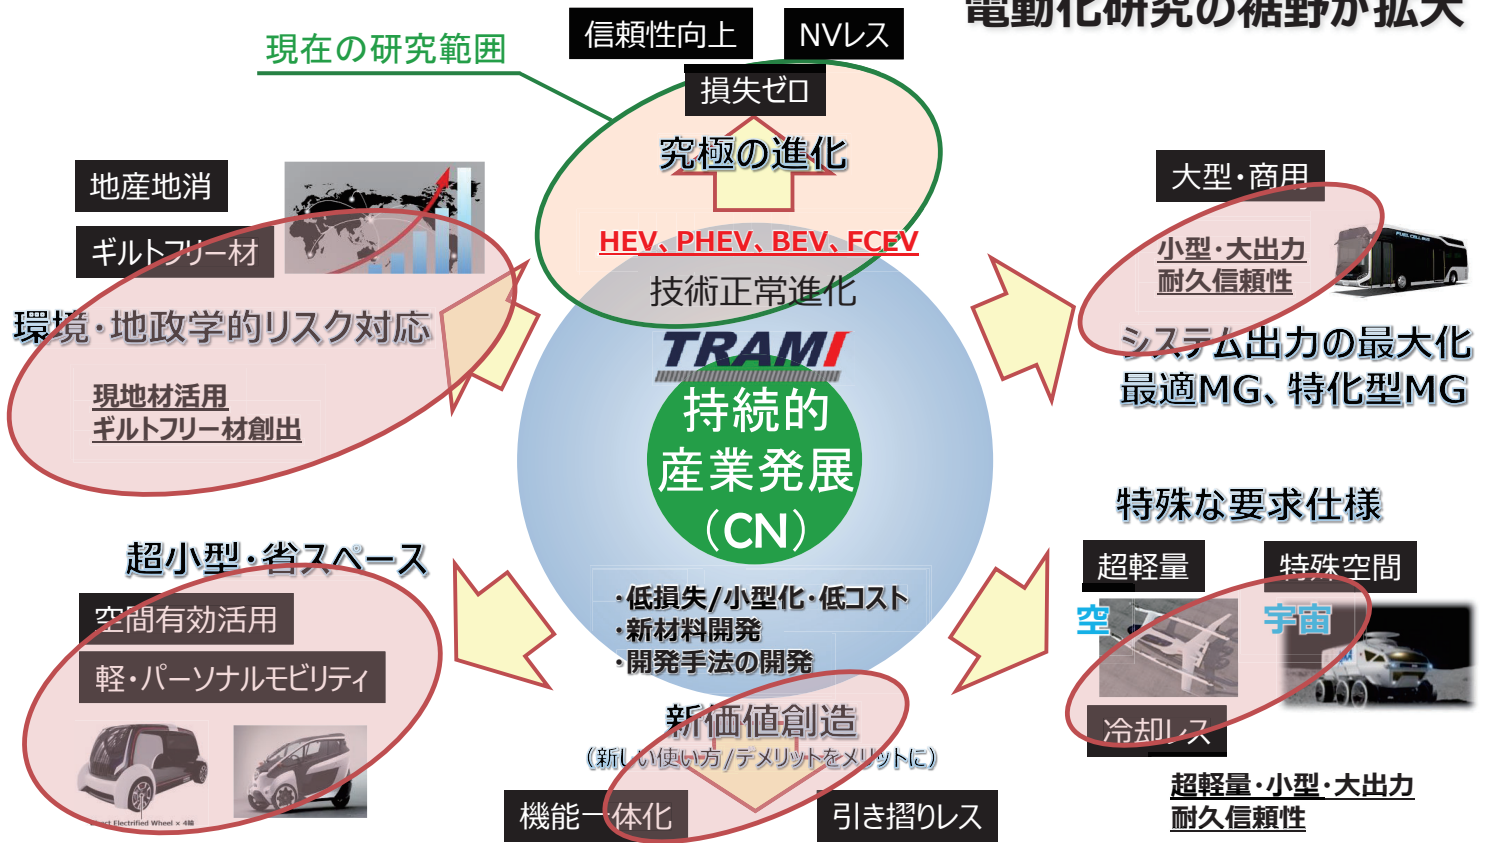 電動化研究の裾野が拡大
現在の研究範囲
信頼性向上
NVレス
損失ゼロ
究極の進化
HEV、PHEV、BEV、FCEV
技術正常進化
TRAMI
持続的
産業発展
（CN）
・低損失/小型化・低コスト
・新材料開発
・開発手法の開発
新価値創造
（新しい使い方/デメリットをメリットに）
機能一体化
引き摺りレス
地産地消
ギルトフリー材
環境・地政学的リスク対応
現地材活用
ギルトフリー材創出
超小型・省スペース
空間有効活用
軽・パーソナルモビリティ
Direct Electrified Wheel × 4輪
大型・商用
小型・大出力
耐久信頼性
FUEL CELL BUS
システム出力の最大化
最適MG、特化型MG
特殊な要求仕様
超軽量
特殊空間
空
宇宙
冷却レス
超軽量・小型・大出力
耐久信頼性